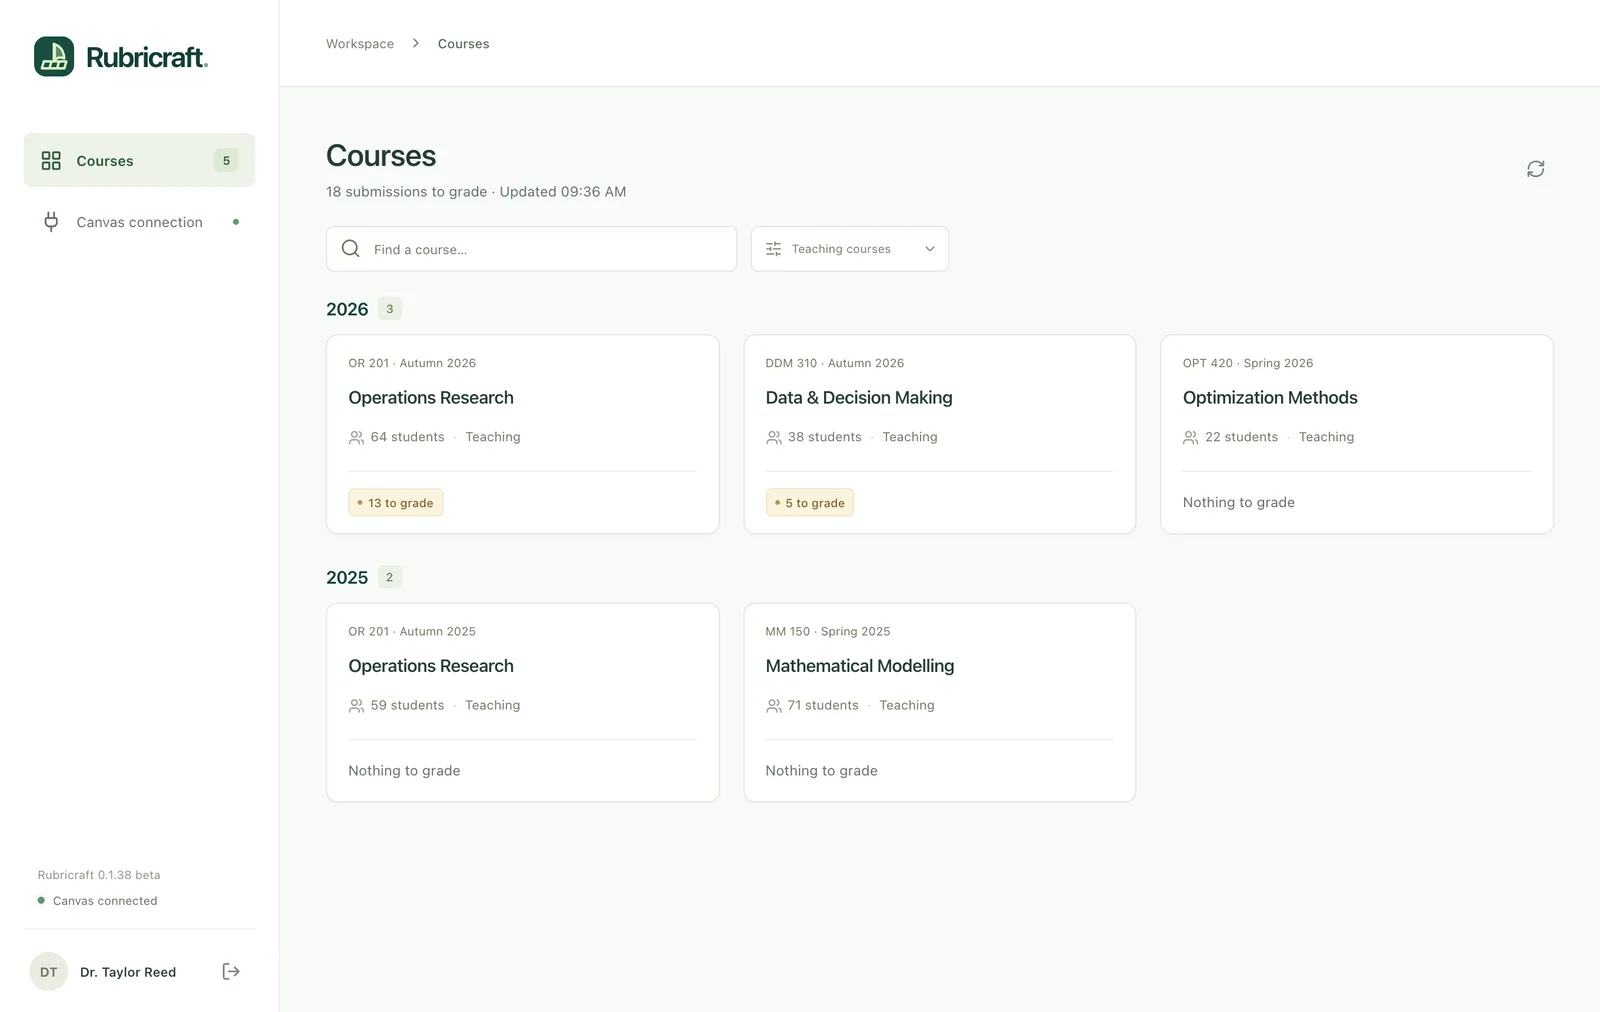 Rubricraft.
Courses 5
Canvas connection
Rubricraft 0.1.38 beta
Canvas connected
DT Dr. Taylor Reed
Workspace > Courses
Courses
18 submissions to grade · Updated 09:36 AM
Find a course...
Teaching courses
2026 3
OR 201 · Autumn 2026
Operations Research
64 students · Teaching
13 to grade
DDM 310 · Autumn 2026
Data & Decision Making
38 students · Teaching
5 to grade
OPT 420 · Spring 2026
Optimization Methods
22 students · Teaching
Nothing to grade
2025 2
OR 201 · Autumn 2025
Operations Research
59 students · Teaching
Nothing to grade
MM 150 · Spring 2025
Mathematical Modelling
71 students · Teaching
Nothing to grade